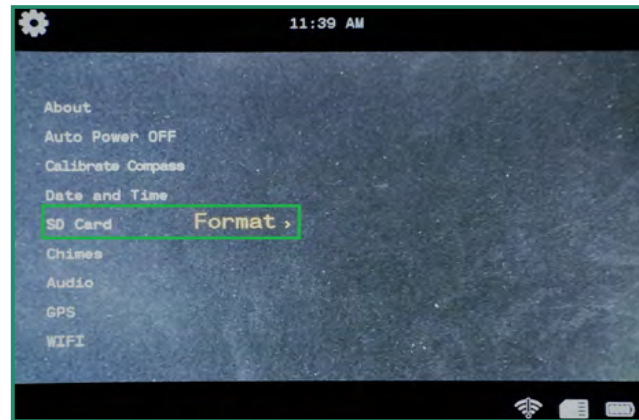 11:39 AM
About
Auto Power OFF
Calibrate Compass
Date and Time
SD Card Format ›
Chimes
Audio
GPS
WIFI